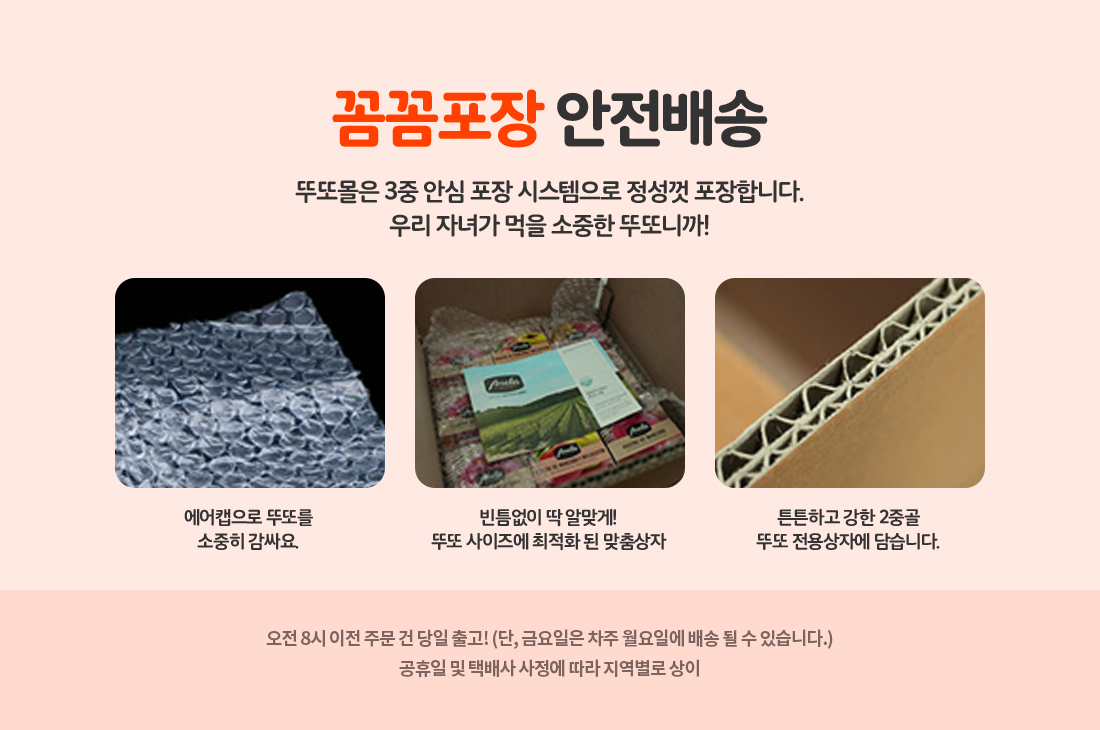 꼼꼼포장 안전배송
뚜또몰은 3중 안심 포장 시스템으로 정성껏 포장합니다.
우리 자녀가 먹을 소중한 뚜또니까!
에어캡으로 뚜또를
소중히 감싸요.
빈틈없이 딱 알맞게!
뚜또 사이즈에 최적화 된 맞춤상자
튼튼하고 강한 2중골
뚜또 전용상자에 담습니다.
오전 8시 이전 주문 건 당일 출고! (단, 금요일은 차주 월요일에 배송 될 수 있습니다.)
공휴일 및 택배사 사정에 따라 지역별로 상이